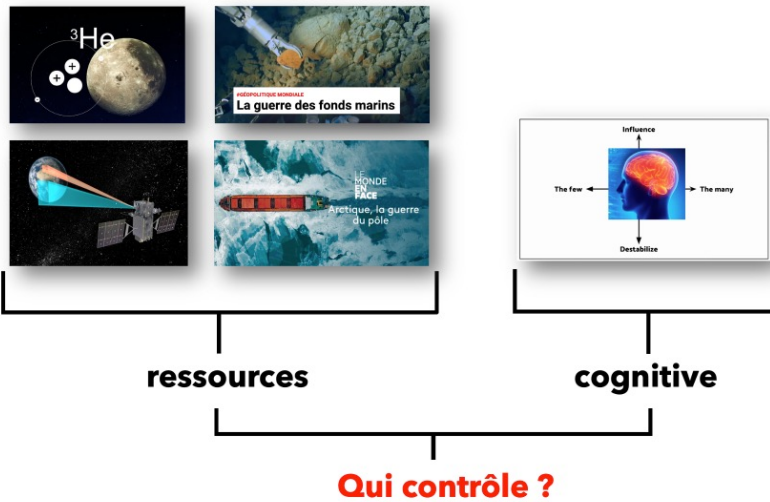 ³He
#GÉOPOLITIQUE MONDIALE
La guerre des fonds marins
LE
MONDE
EN
FACE
Arctique, la guerre
du pôle
Influence
The few
The many
Destabilize
ressources
cognitive
Qui contrôle ?